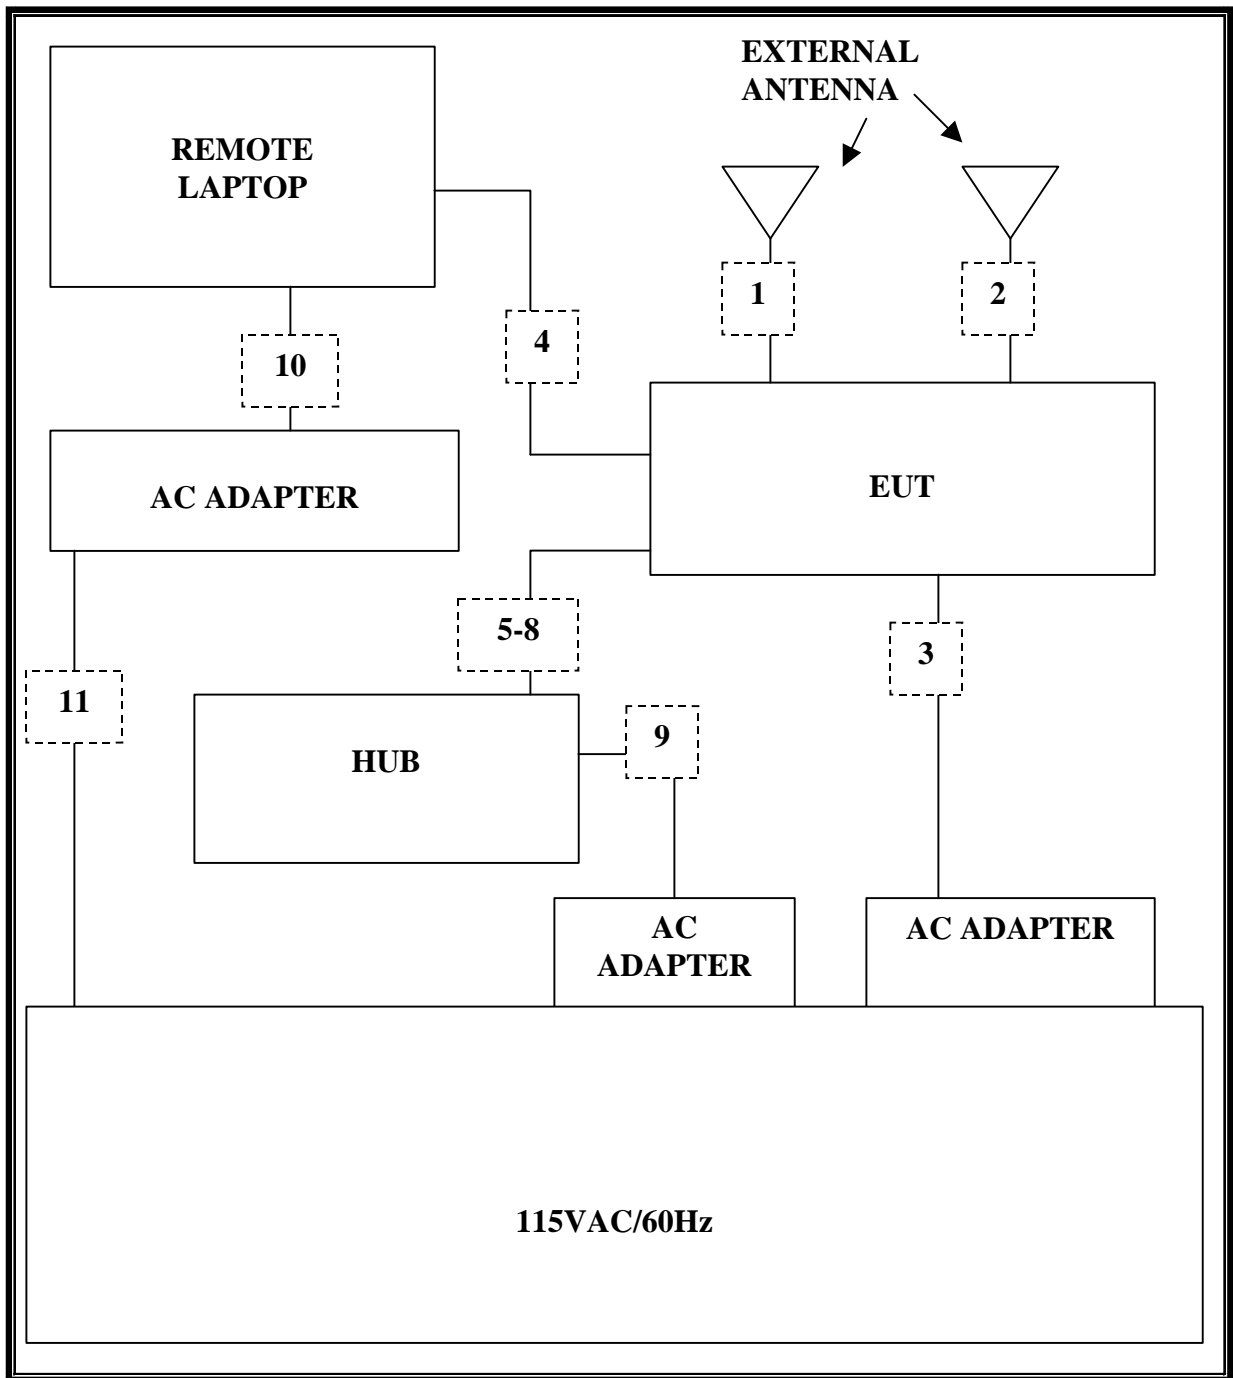 EXTERNAL
ANTENNA
REMOTE
LAPTOP
1
2
4
10
EUT
AC ADAPTER
5-8
3
11
9
HUB
AC
ADAPTER
AC ADAPTER
115VAC/60Hz